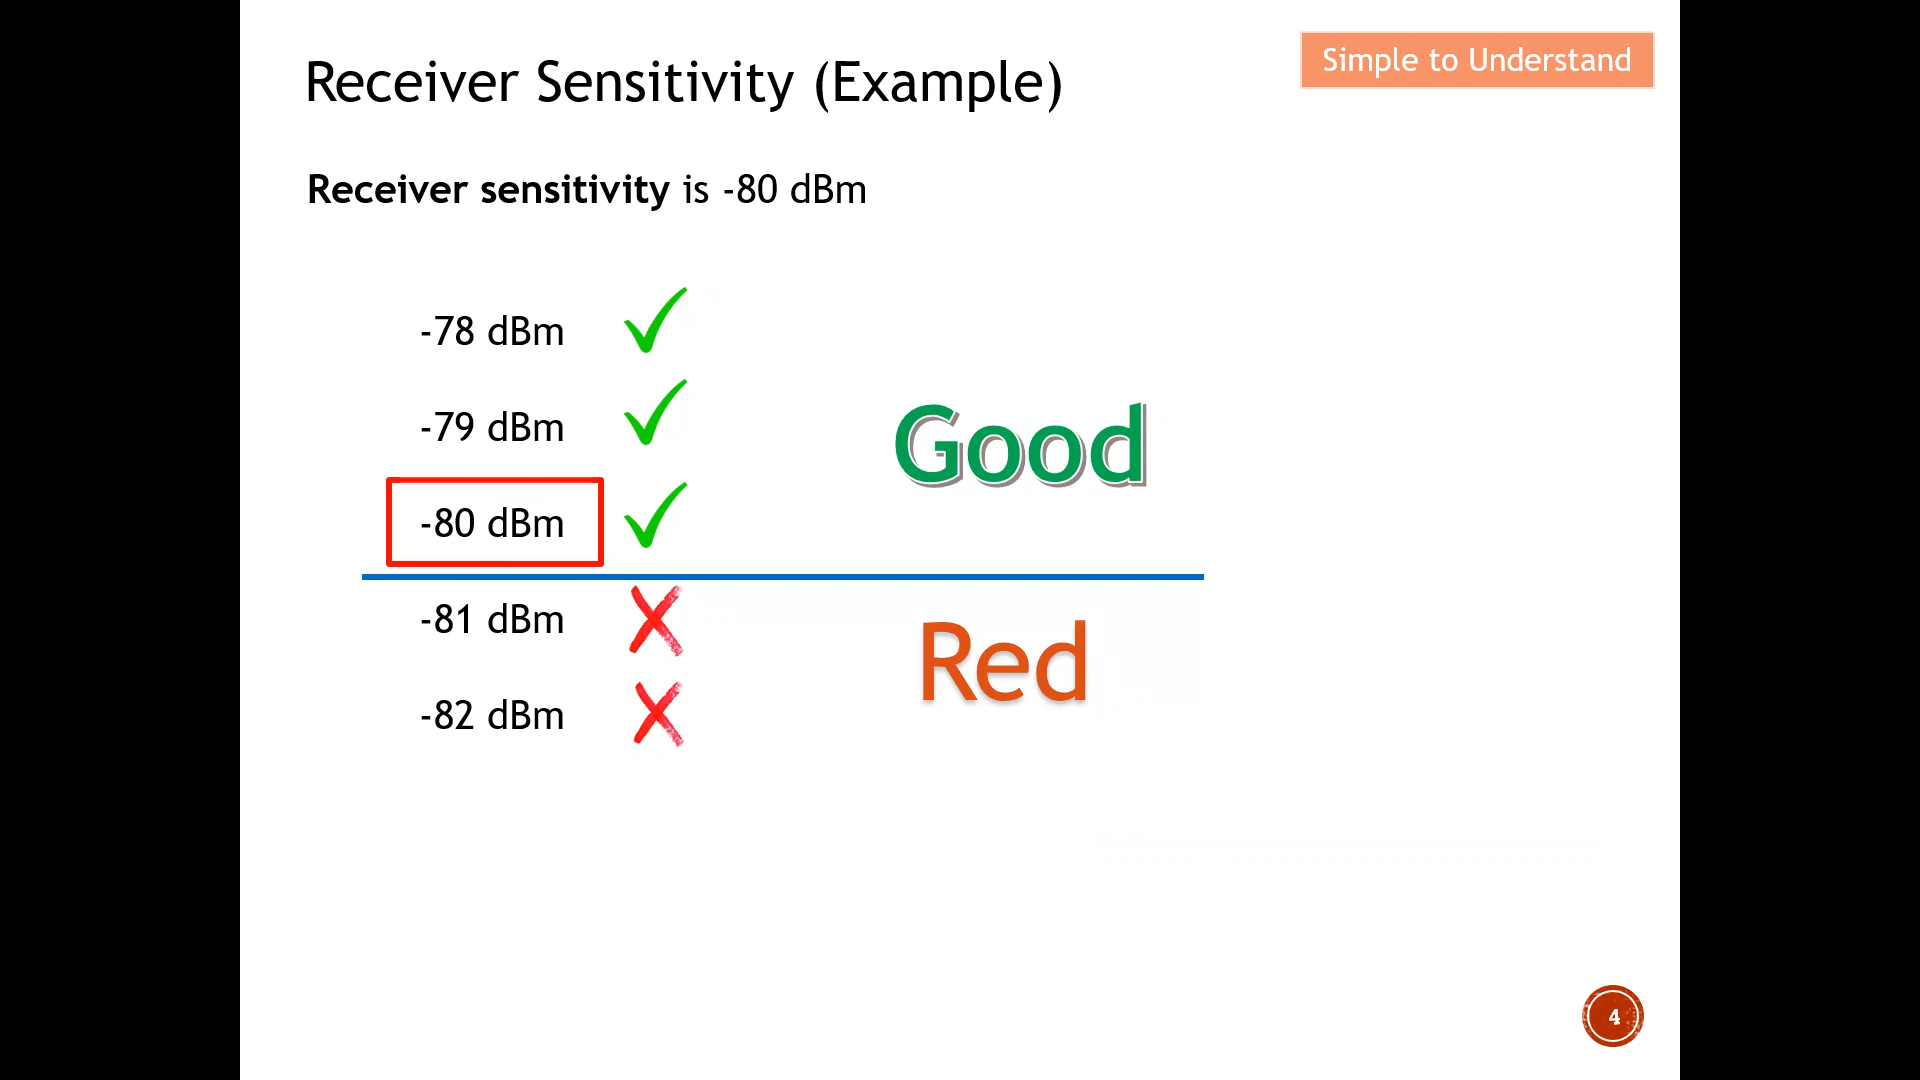 Simple to Understand
Receiver Sensitivity (Example)
Receiver sensitivity is -80 dBm
-78 dBm
-79 dBm
Good
-80 dBm
-81 dBm
Red
-82 dBm
4